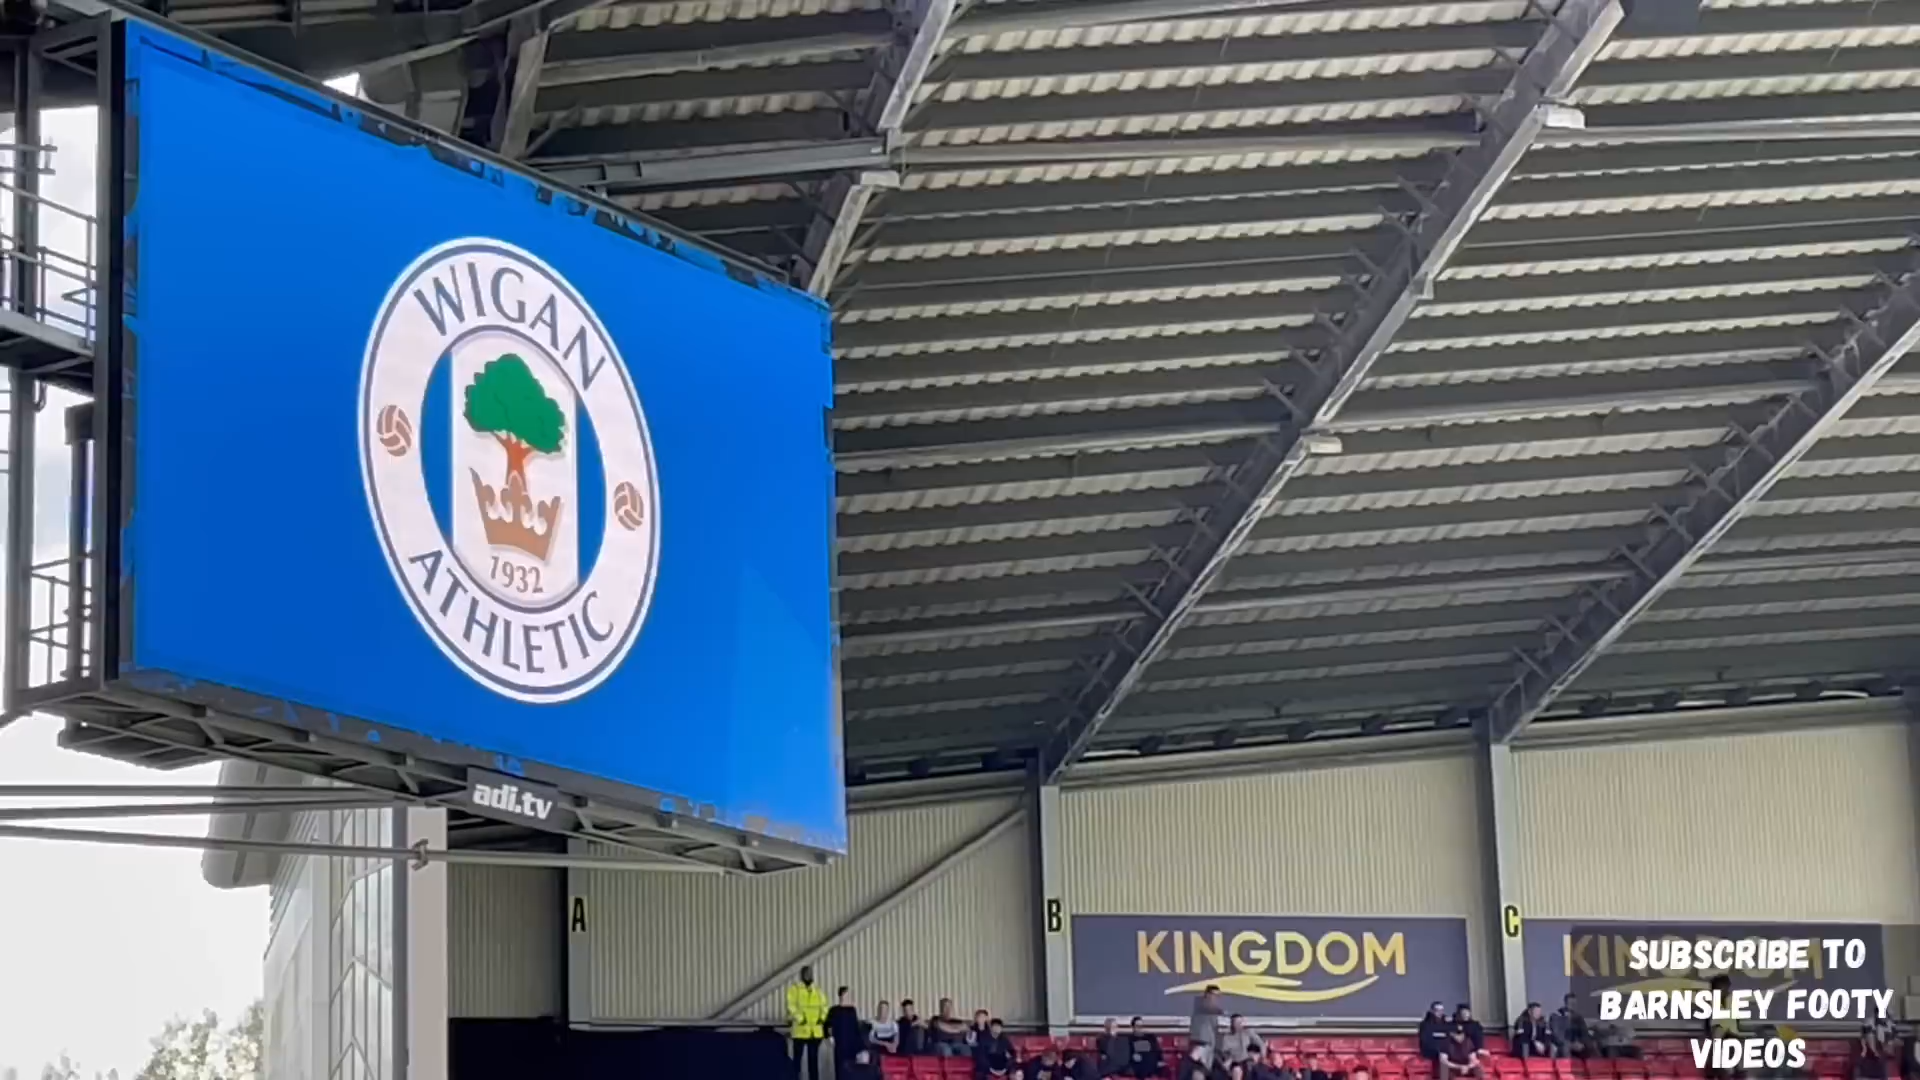 WIGAN
1932
ATHLETIC
adi.tv
A
B
C
KINGDOM
SUBSCRIBE TO
BARNSLEY FOOTY
VIDEOS